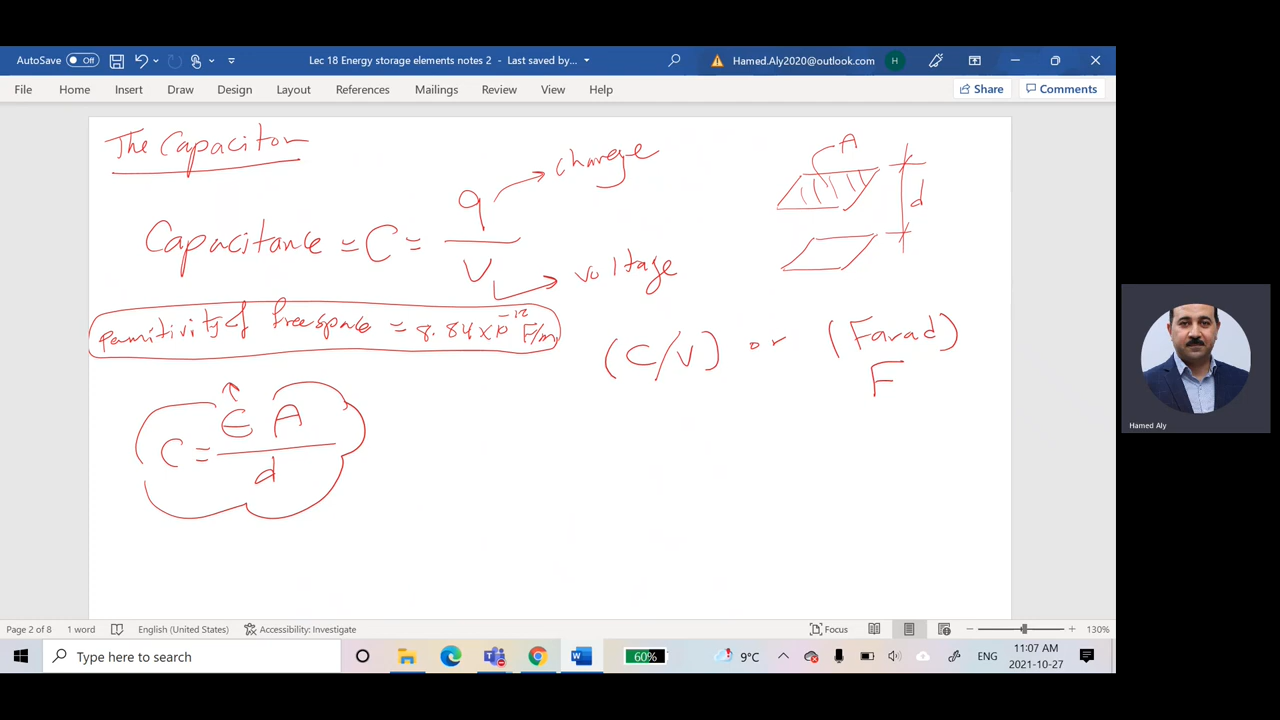 AutoSave Off
Lec 18 Energy storage elements notes 2 - Last saved by...
Hamed.Aly2020@outlook.com H
File Home Insert Draw Design Layout References Mailings Review View Help
Share Comments
The Capacitor
A
d
Capacitance = C = q / V
charge
voltage
permitivity of free space = 8.84 x 10^-12 F/m
(C/V) or (Farad)
F
C = ϵ A / d
Hamed Aly
Page 2 of 8 1 word English (United States) Accessibility: Investigate Focus 130%
Type here to search
60%
9°C
ENG
11:07 AM
2021-10-27